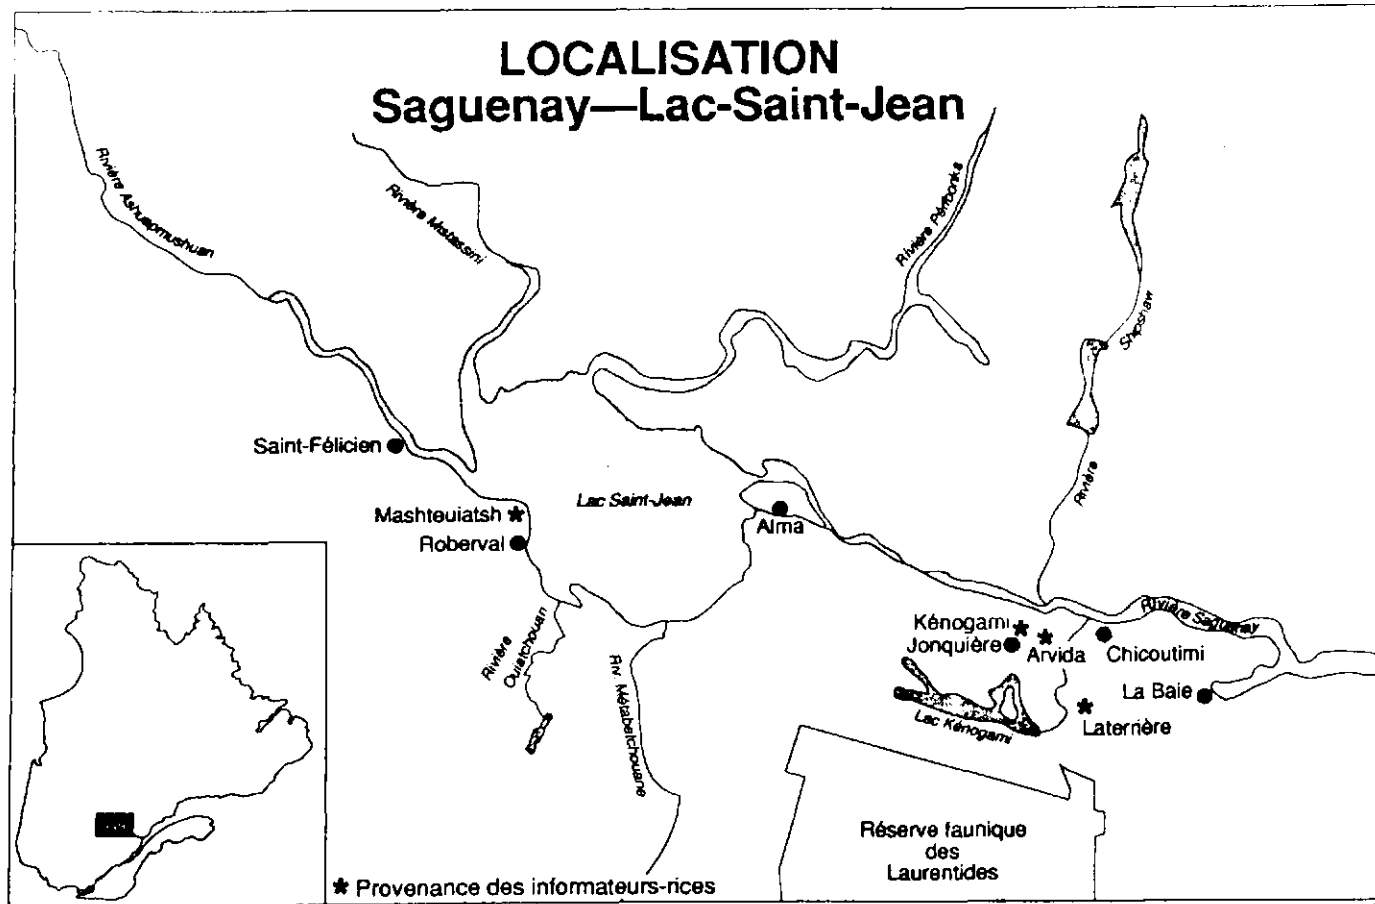 LOCALISATION
Saguenay—Lac-Saint-Jean
Rivière Ashuapmushuan
Rivière Mistassini
Rivière Péribonka
Shipshaw
Rivière
Saint-Félicien
Lac Saint-Jean
Mashteuiatsh *
Roberval
Alma
Rivière Saguenay
Kénogami *
Jonquière
* Arvida
Chicoutimi
La Baie
* Laterrière
Lac Kénogami
Rivière
Ouiatchouan
Riv. Métabetchouane
Réserve faunique
des
Laurentides
* Provenance des informateurs-rices